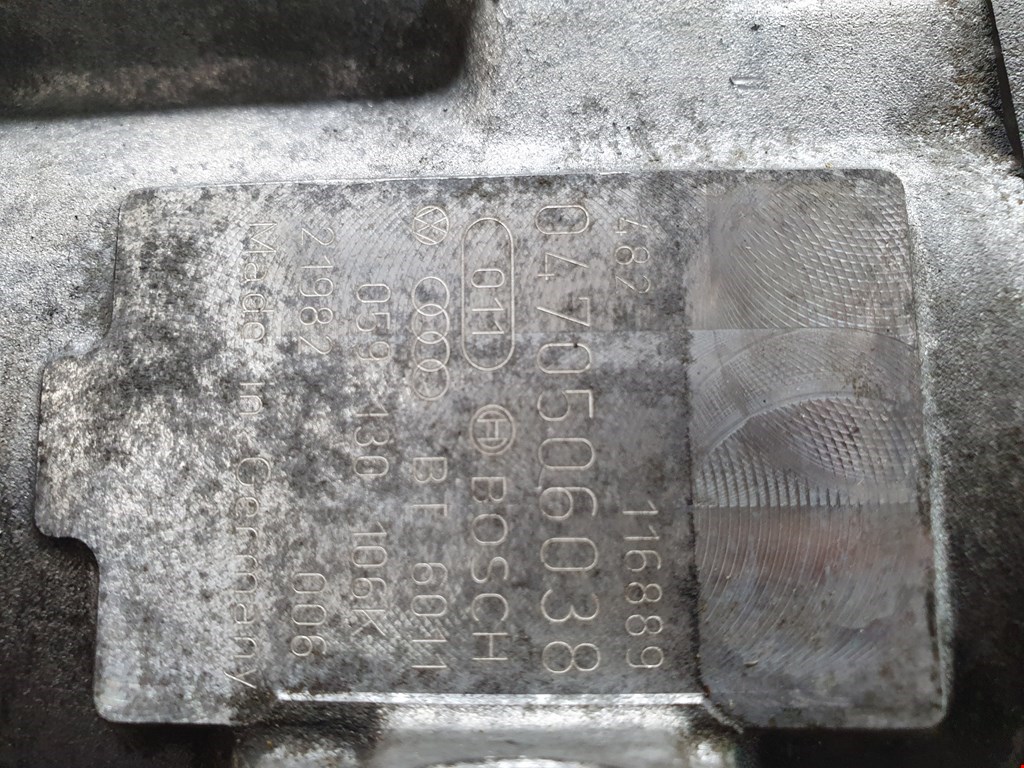 482 116889
0470506038
011 BOSCH
BT 6011
059 130 106K
21982 006
Made in Germany